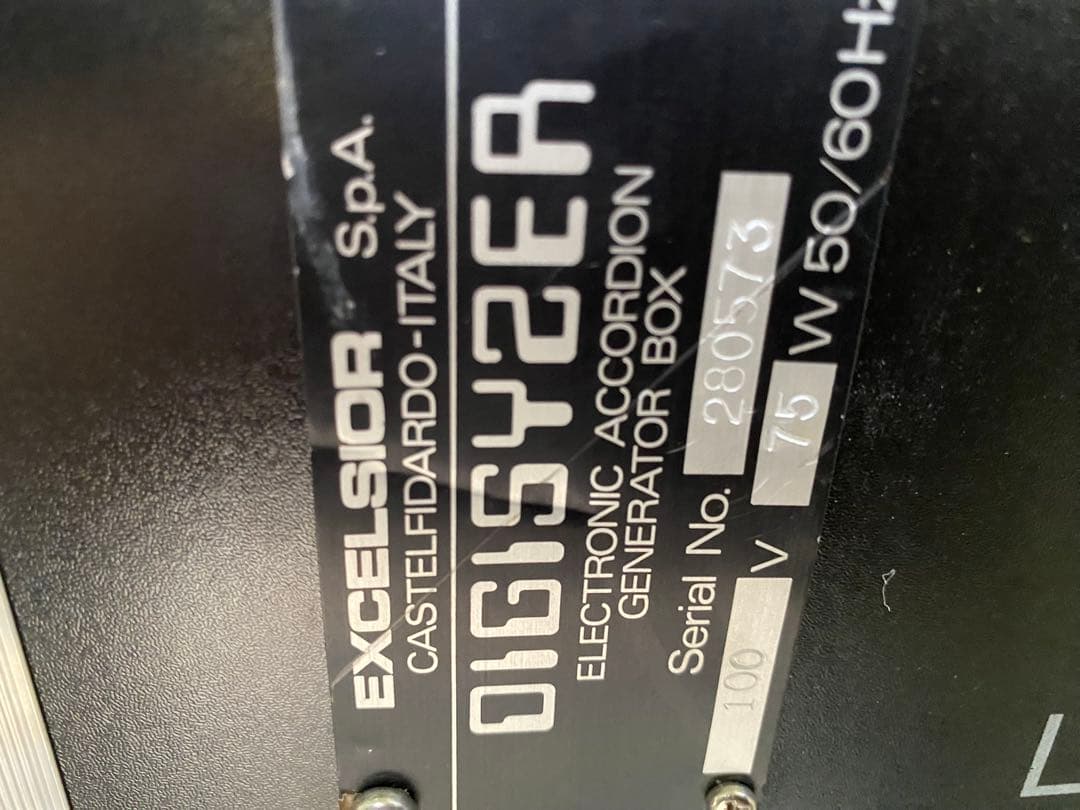 EXCELSIOR S.p.A.
CASTELFIDARDO-ITALY
DIGISYZER
ELECTRONIC ACCORDION
GENERATOR BOX
Serial No. 280573
100 V 75 W 50/60Hz